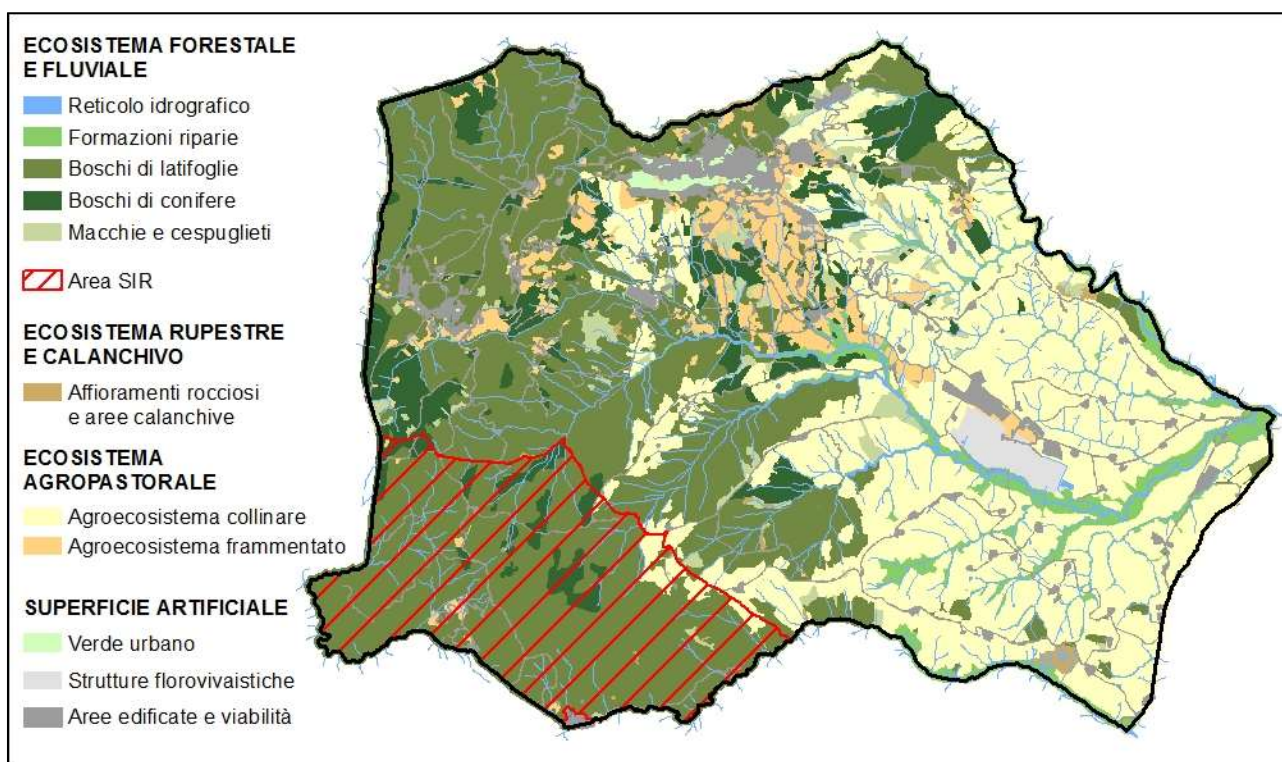 ECOSISTEMA FORESTALE
E FLUVIALE
Reticolo idrografico
Formazioni riparie
Boschi di latifoglie
Boschi di conifere
Macchie e cespuglieti
Area SIR
ECOSISTEMA RUPESTRE
E CALANCHIVO
Affioramenti rocciosi
e aree calanchive
ECOSISTEMA
AGROPASTORALE
Agroecosistema collinare
Agroecosistema frammentato
SUPERFICIE ARTIFICIALE
Verde urbano
Strutture florovivaistiche
Aree edificate e viabilità